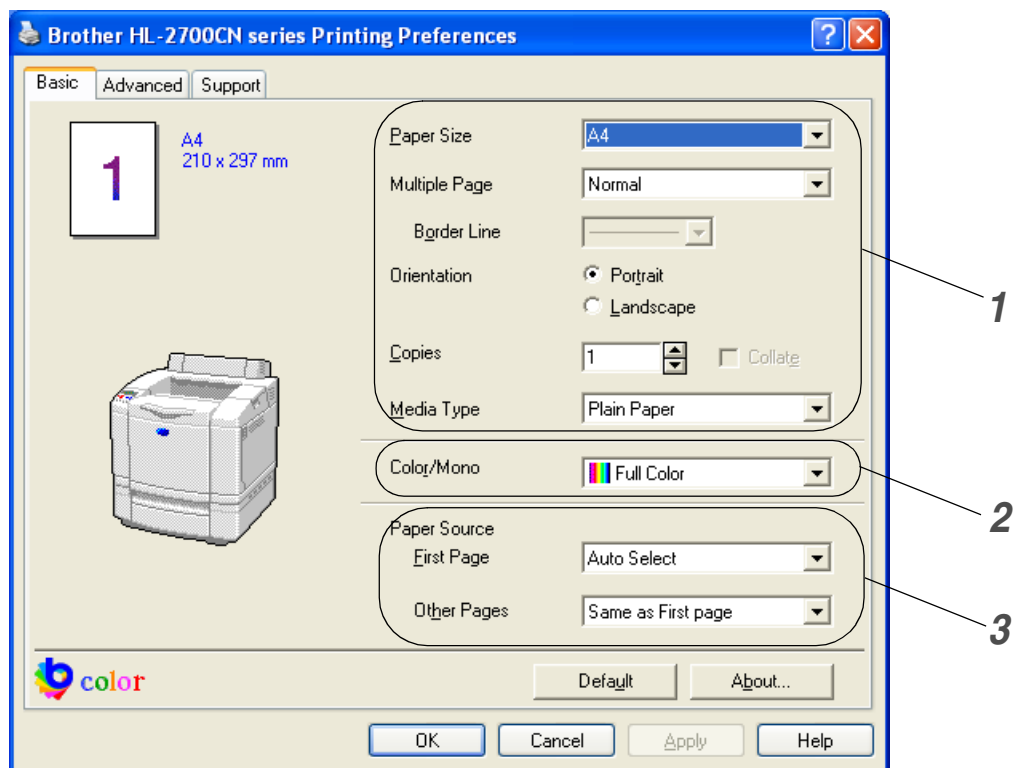 Brother HL-2700CN series Printing Preferences
Basic Advanced Support
1
A4
210 x 297 mm
Paper Size A4
Multiple Page Normal
Border Line
Orientation Portrait
Landscape
Copies 1 Collate
Media Type Plain Paper
1
Color/Mono Full Color
2
Paper Source
First Page Auto Select
Other Pages Same as First page
3
color
Default About...
OK Cancel Apply Help